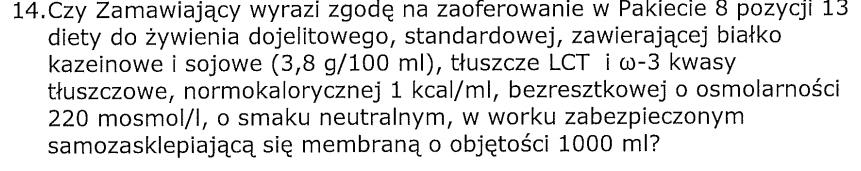 14.Czy Zamawiający wyrazi zgodę na zaoferowanie w Pakiecie 8 pozycji 13
diety do żywienia dojelitowego, standardowej, zawierającej białko
kazeinowe i sojowe (3,8 g/100 ml), tłuszcze LCT i ω-3 kwasy
tłuszczowe, normokalorycznej 1 kcal/ml, bezresztkowej o osmolarności
220 mosmol/l, o smaku neutralnym, w worku zabezpieczonym
samozasklepiającą się membraną o objętości 1000 ml?